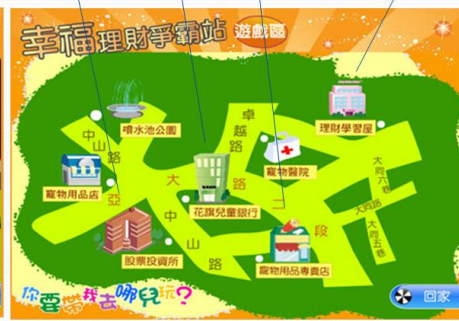 幸福理財爭霸站 遊戲區
噴水池公園
卓越路
理財學習屋
中山路
寵物醫院
大六巷
寵物用品店
亞大路二段
花旗兒童銀行
大同路
大同五巷
中山路
股票投資所
寵物用品專賣店
你要帶我去哪兒玩?
回家